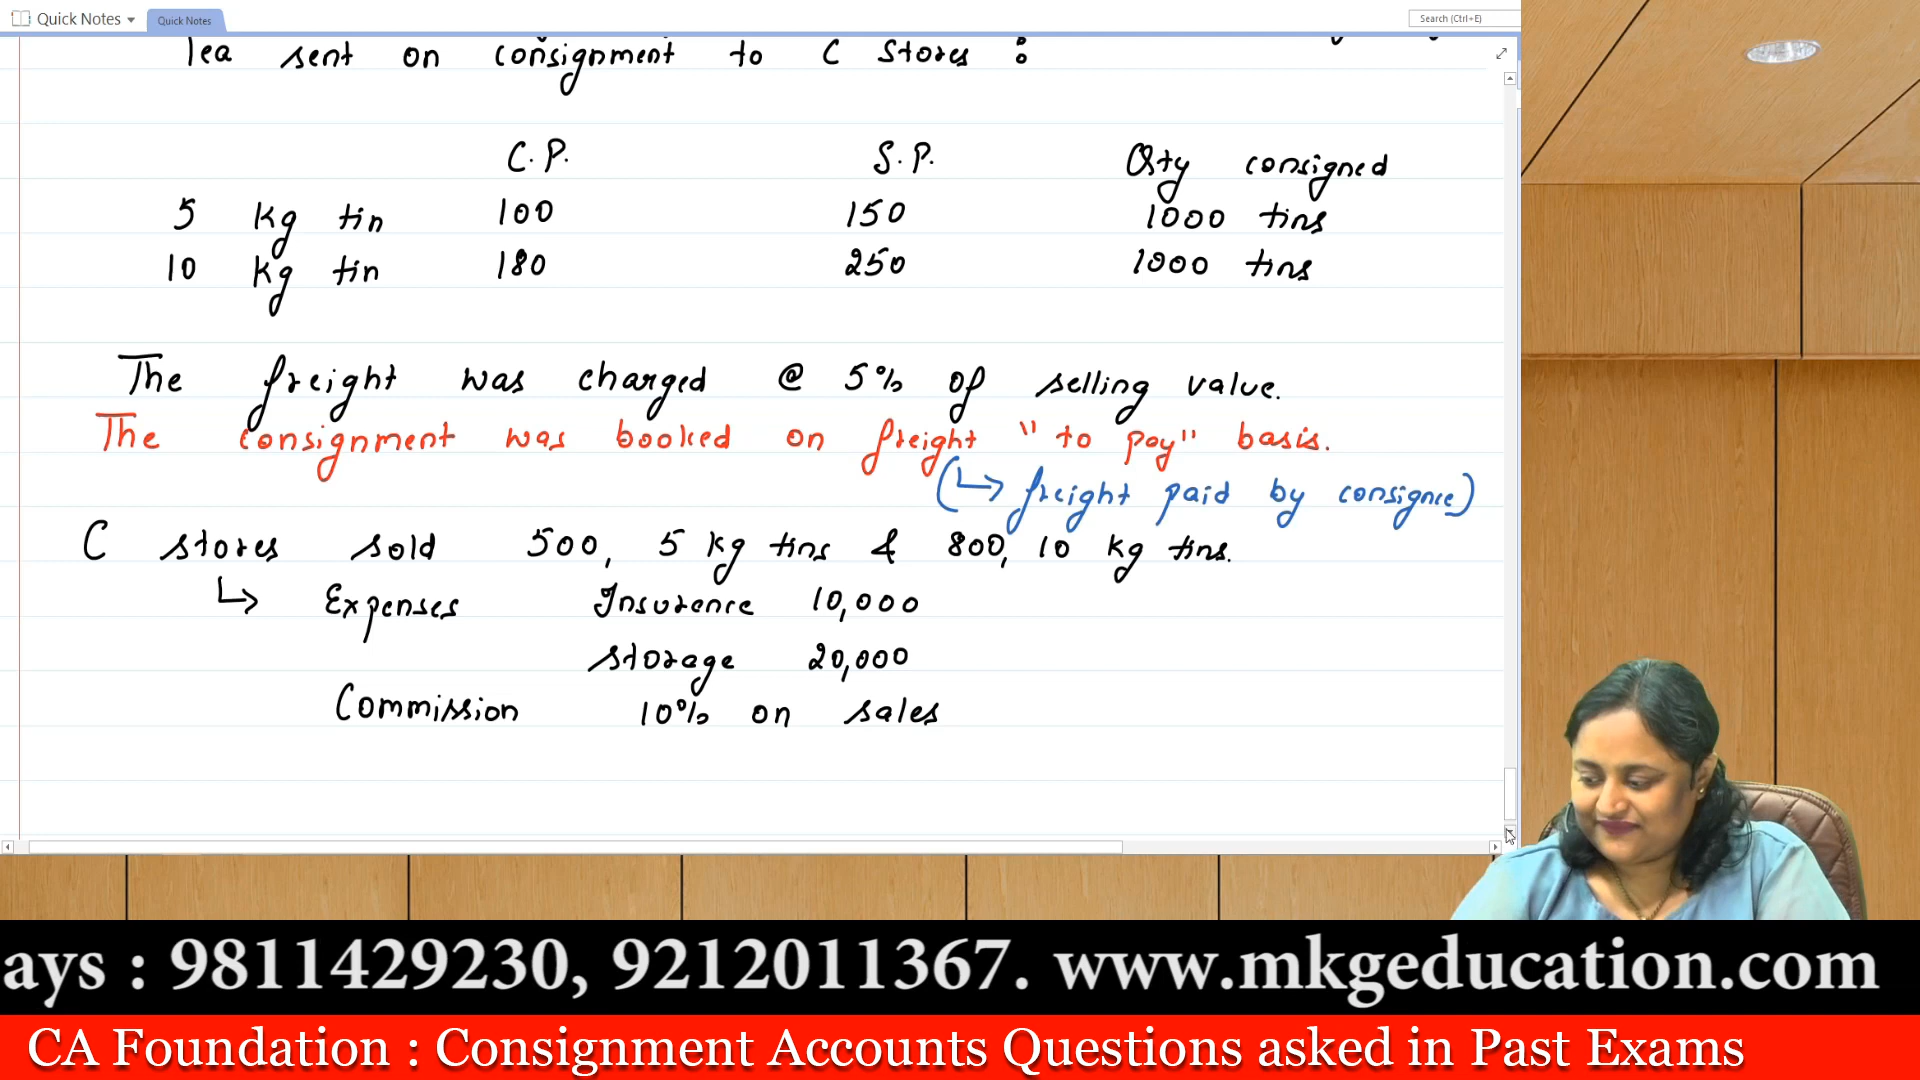 Quick Notes
Quick Notes
Search (Ctrl+E)
Tea sent on consignment to C Stores :
C.P. S.P. Qty consigned
5 kg tin 100 150 1000 tins
10 kg tin 180 250 1000 tins
The freight was charged @ 5% of selling value.
The consignment was booked on freight "to pay" basis.
(↳ freight paid by consignee)
C stores sold 500, 5 kg tins & 800, 10 kg tins.
↳ Expenses Insurance 10,000
Storage 20,000
Commission 10% on sales
ays : 9811429230, 9212011367. www.mkgeducation.com
CA Foundation : Consignment Accounts Questions asked in Past Exams